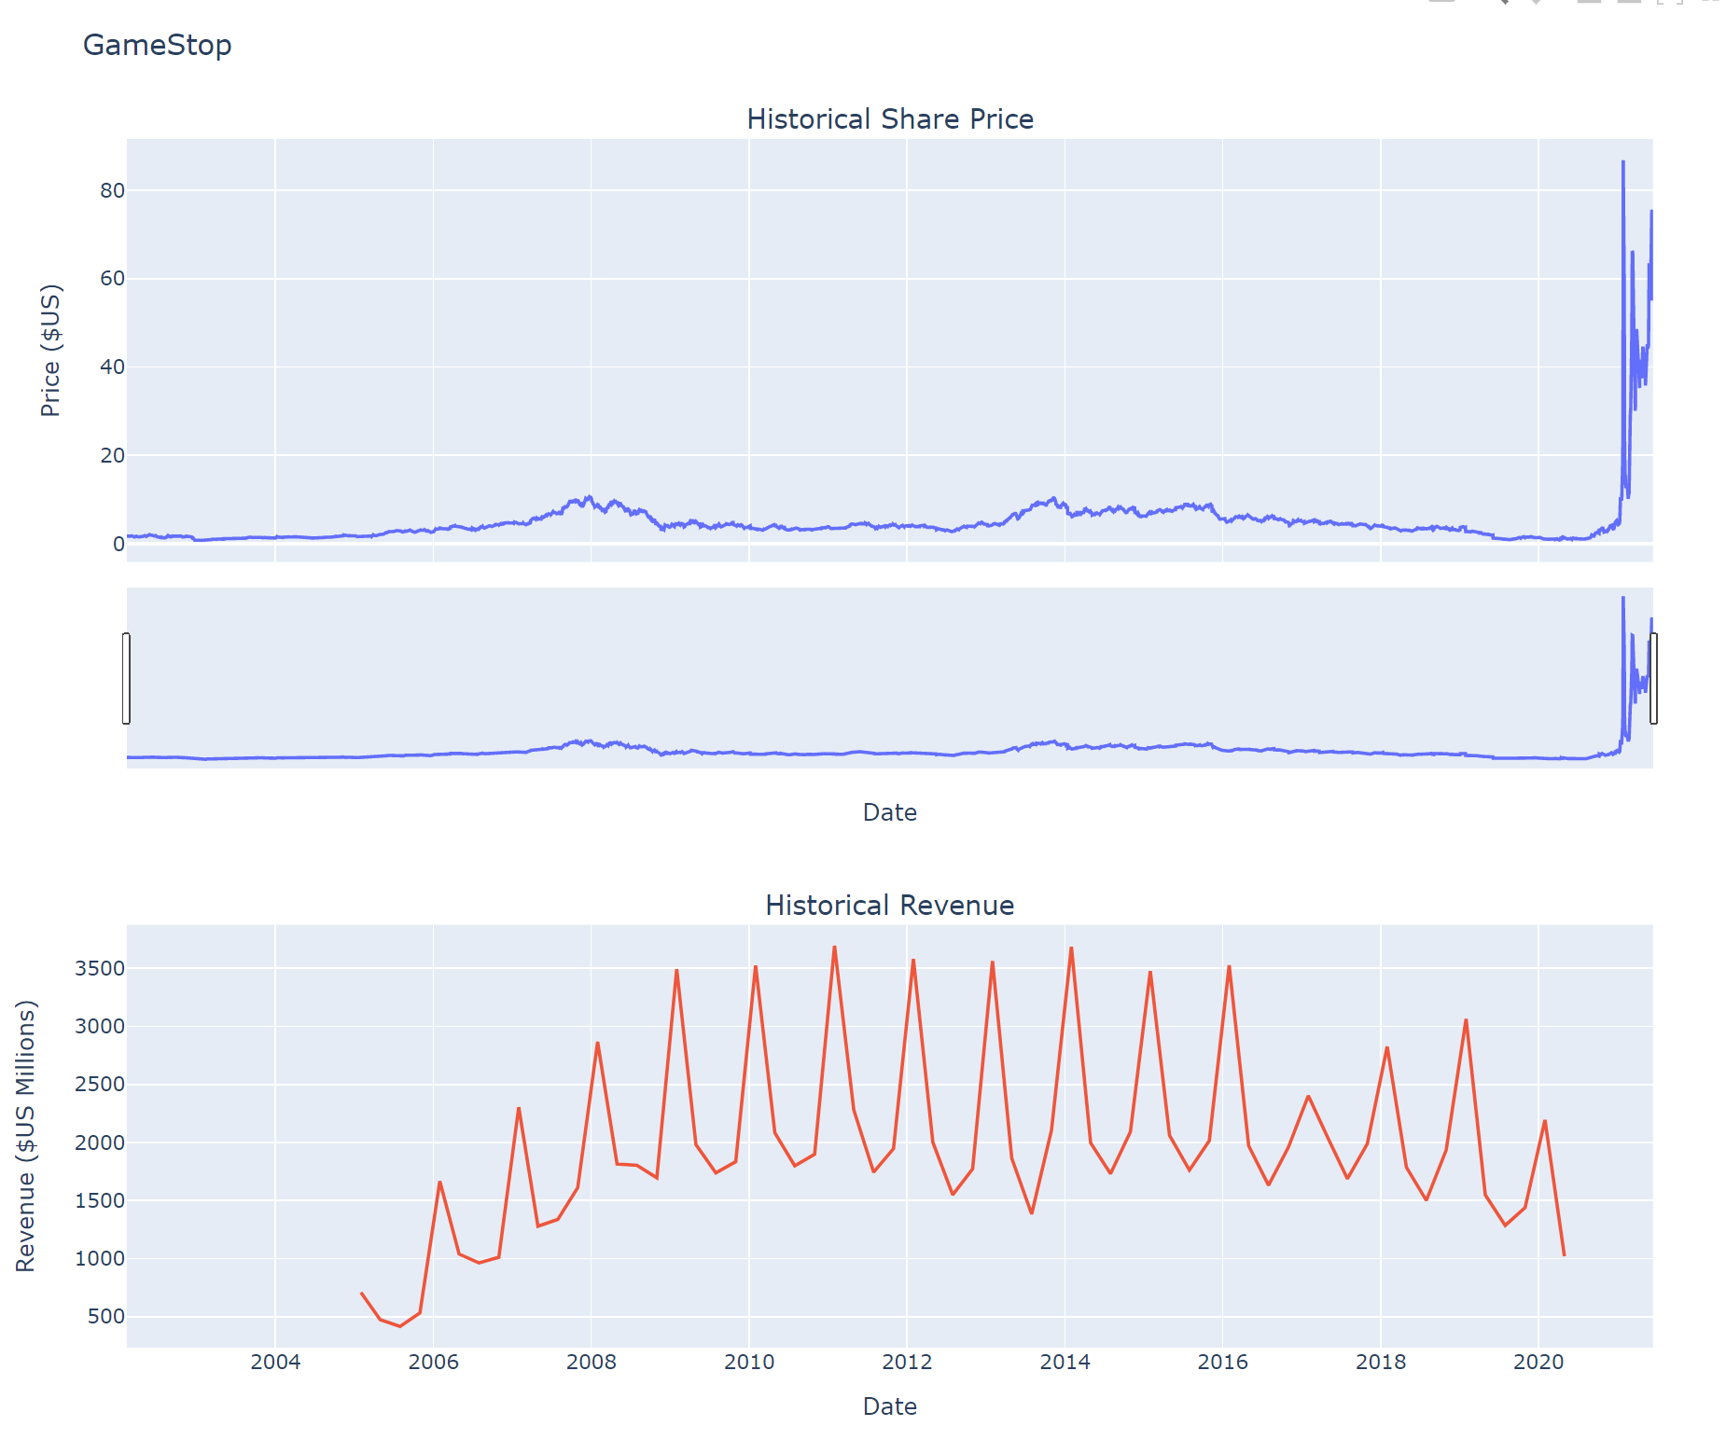 GameStop
Historical Share Price
Price ($US)
80
60
40
20
0
Date
Historical Revenue
Revenue ($US Millions)
3500
3000
2500
2000
1500
1000
500
2004 2006 2008 2010 2012 2014 2016 2018 2020
Date